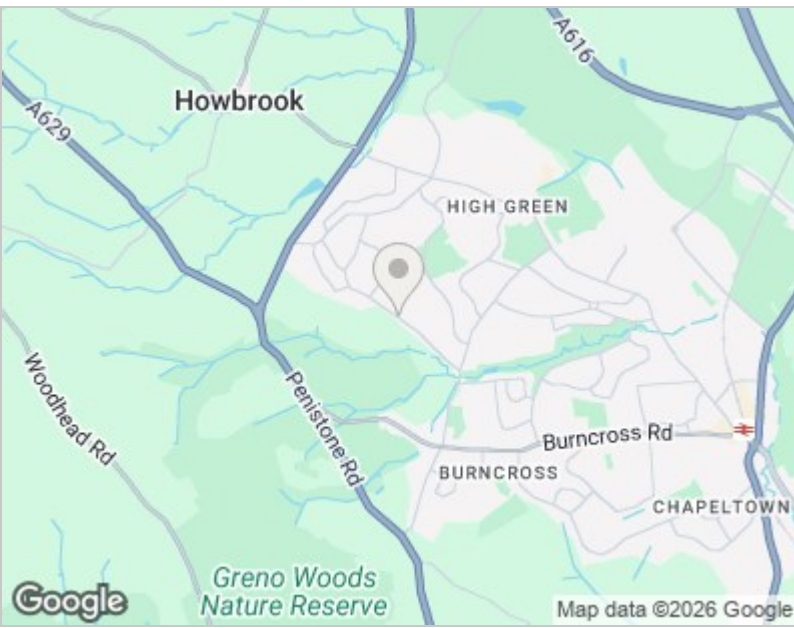 A616
Howbrook
A629
HIGH GREEN
Woodhead Rd
Penistone Rd
Burncross Rd
BURNCROSS
CHAPELTOWN
Greno Woods
Nature Reserve
Google
Map data ©2026 Google